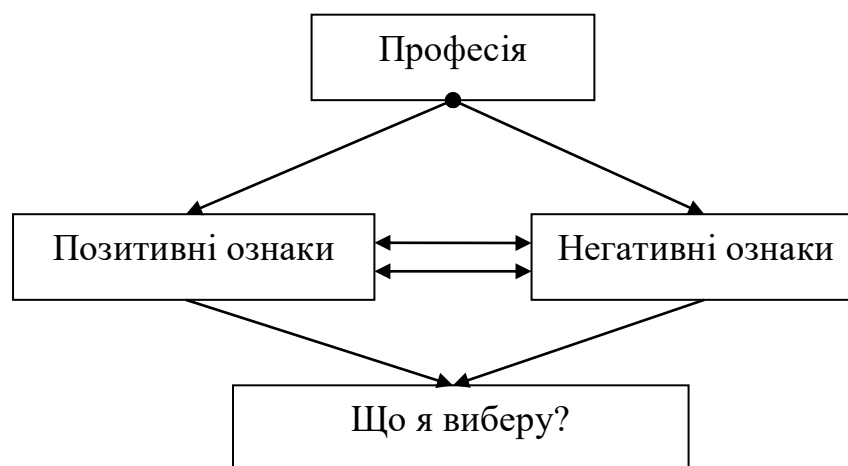 Професія
Позитивні ознаки
Негативні ознаки
Що я виберу?